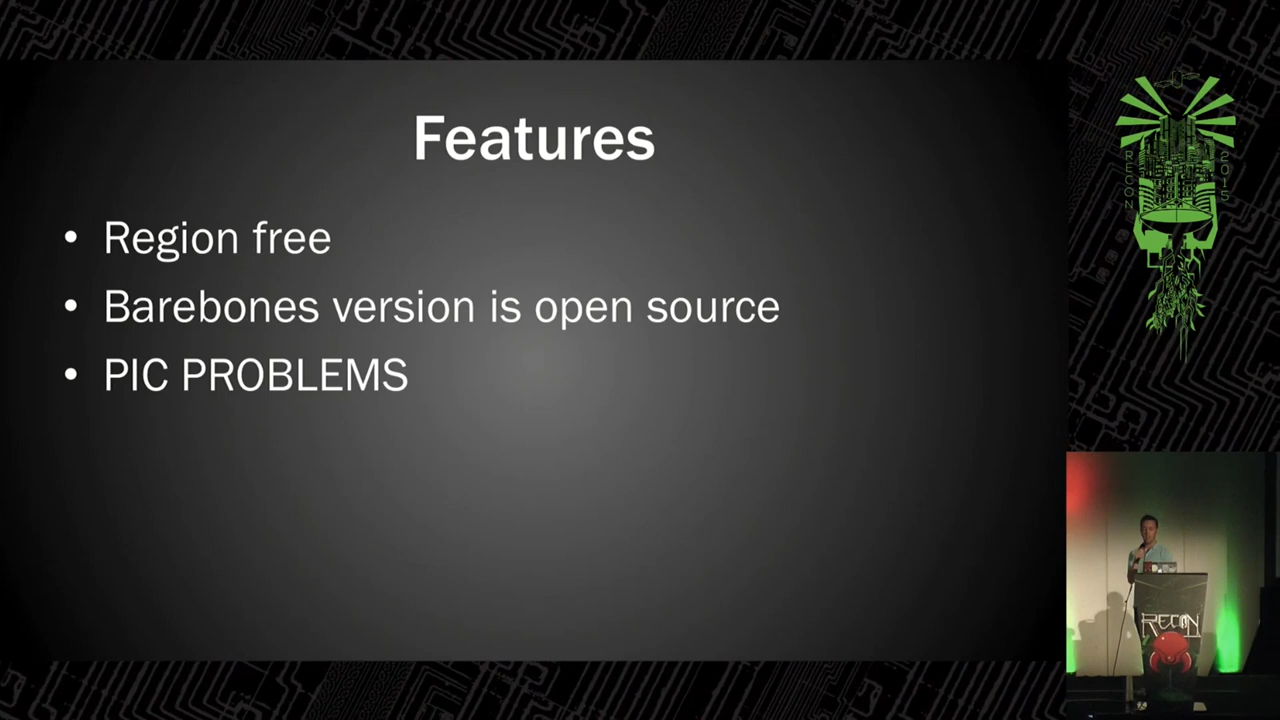 Features
• Region free
• Barebones version is open source
• PIC PROBLEMS
RECON
2015
RECON